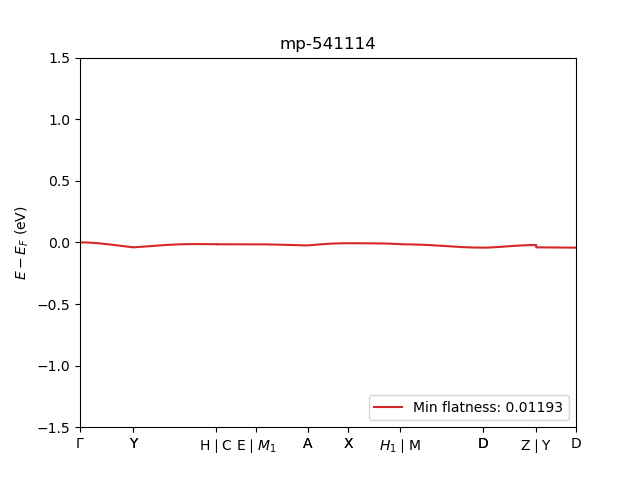 mp-541114
E − E_F (eV)
1.5
1.0
0.5
0.0
−0.5
−1.0
−1.5
Min flatness: 0.01193
Γ Y H | C E | M₁ A X H₁ | M D Z | Y D